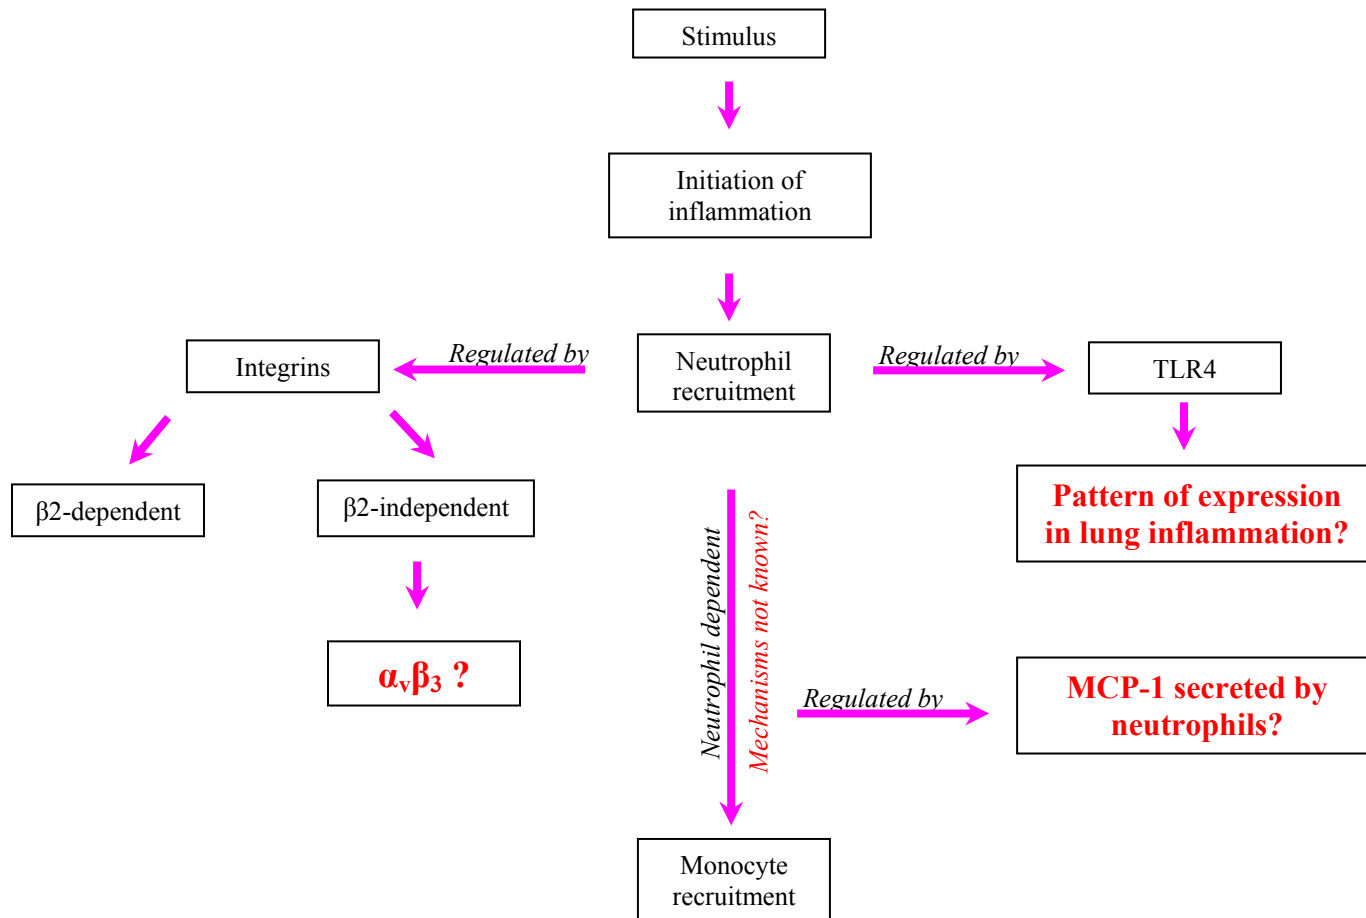 Stimulus
Initiation of
inflammation
Integrins
Regulated by
Neutrophil
recruitment
Regulated by
TLR4
β2-dependent
β2-independent
Pattern of expression
in lung inflammation?
αvβ3 ?
Neutrophil dependent
Mechanisms not known?
Regulated by
MCP-1 secreted by
neutrophils?
Monocyte
recruitment